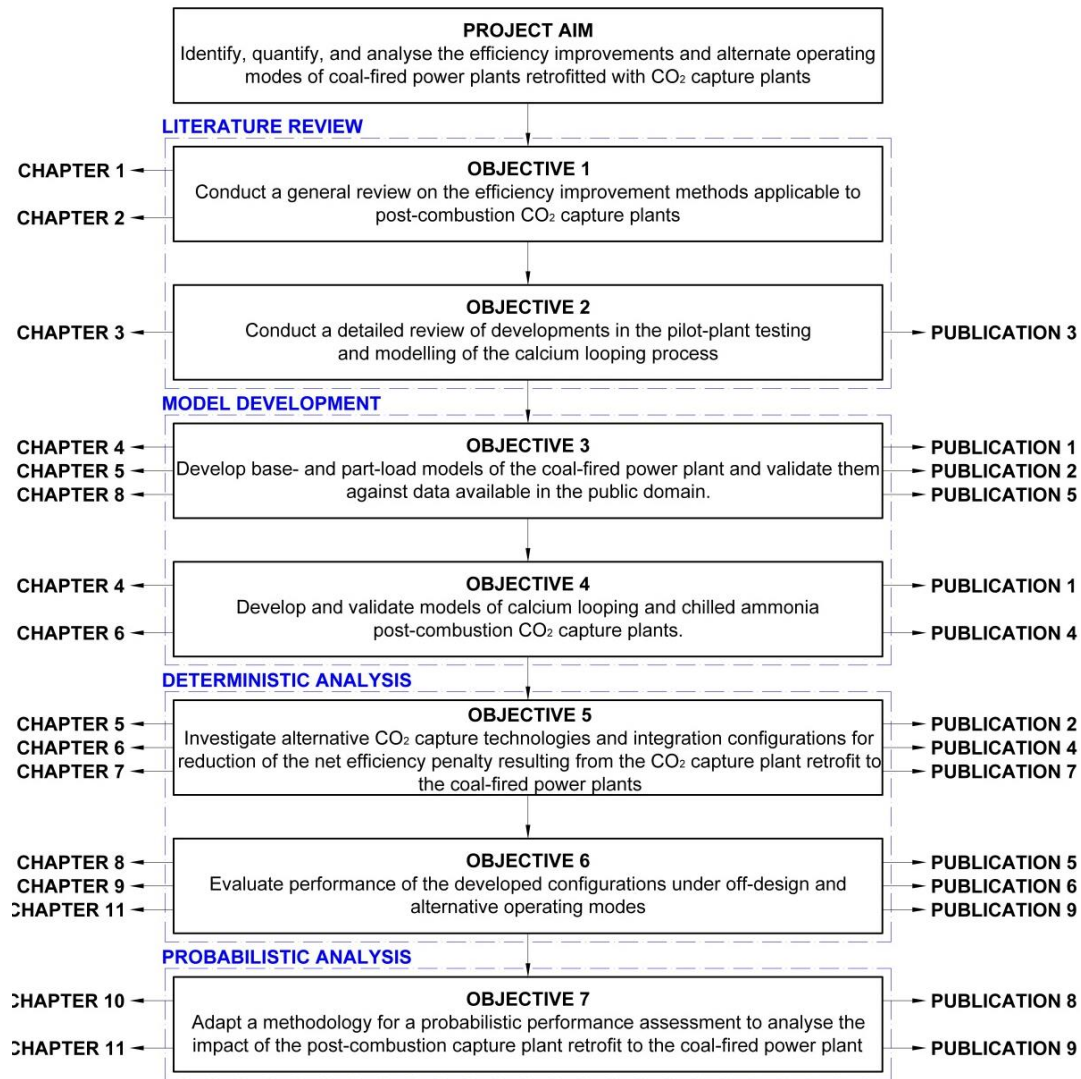 PROJECT AIM
Identify, quantify, and analyse the efficiency improvements and alternate operating
modes of coal-fired power plants retrofitted with CO₂ capture plants
LITERATURE REVIEW
CHAPTER 1
CHAPTER 2
OBJECTIVE 1
Conduct a general review on the efficiency improvement methods applicable to
post-combustion CO₂ capture plants
CHAPTER 3
OBJECTIVE 2
Conduct a detailed review of developments in the pilot-plant testing
and modelling of the calcium looping process
PUBLICATION 3
MODEL DEVELOPMENT
CHAPTER 4
CHAPTER 5
CHAPTER 8
OBJECTIVE 3
Develop base- and part-load models of the coal-fired power plant and validate them
against data available in the public domain.
PUBLICATION 1
PUBLICATION 2
PUBLICATION 5
CHAPTER 4
CHAPTER 6
OBJECTIVE 4
Develop and validate models of calcium looping and chilled ammonia
post-combustion CO₂ capture plants.
PUBLICATION 1
PUBLICATION 4
DETERMINISTIC ANALYSIS
CHAPTER 5
CHAPTER 6
CHAPTER 7
OBJECTIVE 5
Investigate alternative CO₂ capture technologies and integration configurations for
reduction of the net efficiency penalty resulting from the CO₂ capture plant retrofit to
the coal-fired power plants
PUBLICATION 2
PUBLICATION 4
PUBLICATION 7
CHAPTER 8
CHAPTER 9
CHAPTER 11
OBJECTIVE 6
Evaluate performance of the developed configurations under off-design and
alternative operating modes
PUBLICATION 5
PUBLICATION 6
PUBLICATION 9
PROBABILISTIC ANALYSIS
CHAPTER 10
CHAPTER 11
OBJECTIVE 7
Adapt a methodology for a probabilistic performance assessment to analyse the
impact of the post-combustion capture plant retrofit to the coal-fired power plant
PUBLICATION 8
PUBLICATION 9